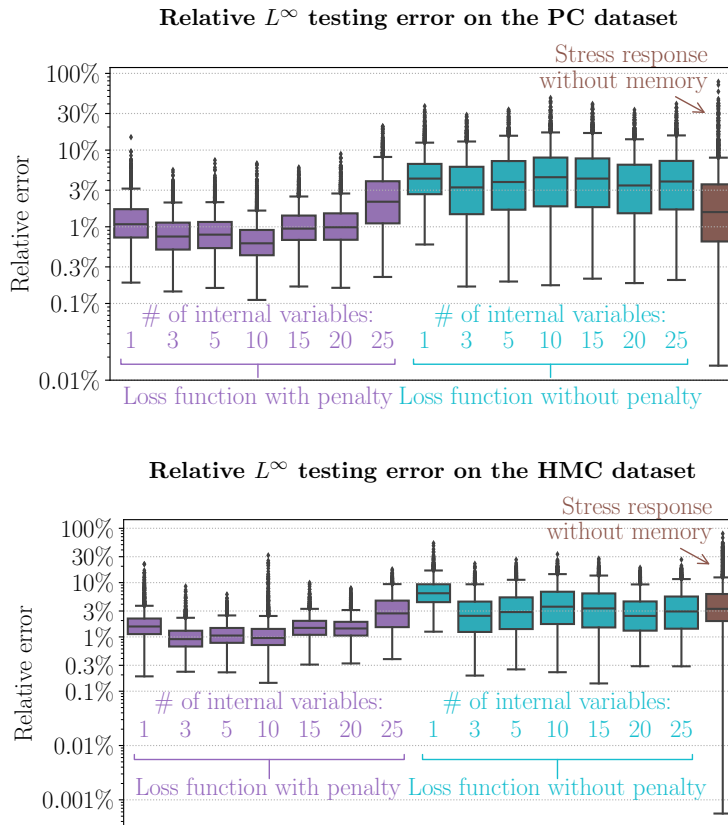 Relative L∞ testing error on the PC dataset
Stress response
without memory
100%
30%
10%
3%
1%
0.3%
0.1%
0.01%
Relative error
# of internal variables:
1 3 5 10 15 20 25
Loss function with penalty
# of internal variables:
1 3 5 10 15 20 25
Loss function without penalty
Relative L∞ testing error on the HMC dataset
Stress response
without memory
100%
30%
10%
3%
1%
0.3%
0.1%
0.01%
0.001%
Relative error
# of internal variables:
1 3 5 10 15 20 25
Loss function with penalty
# of internal variables:
1 3 5 10 15 20 25
Loss function without penalty